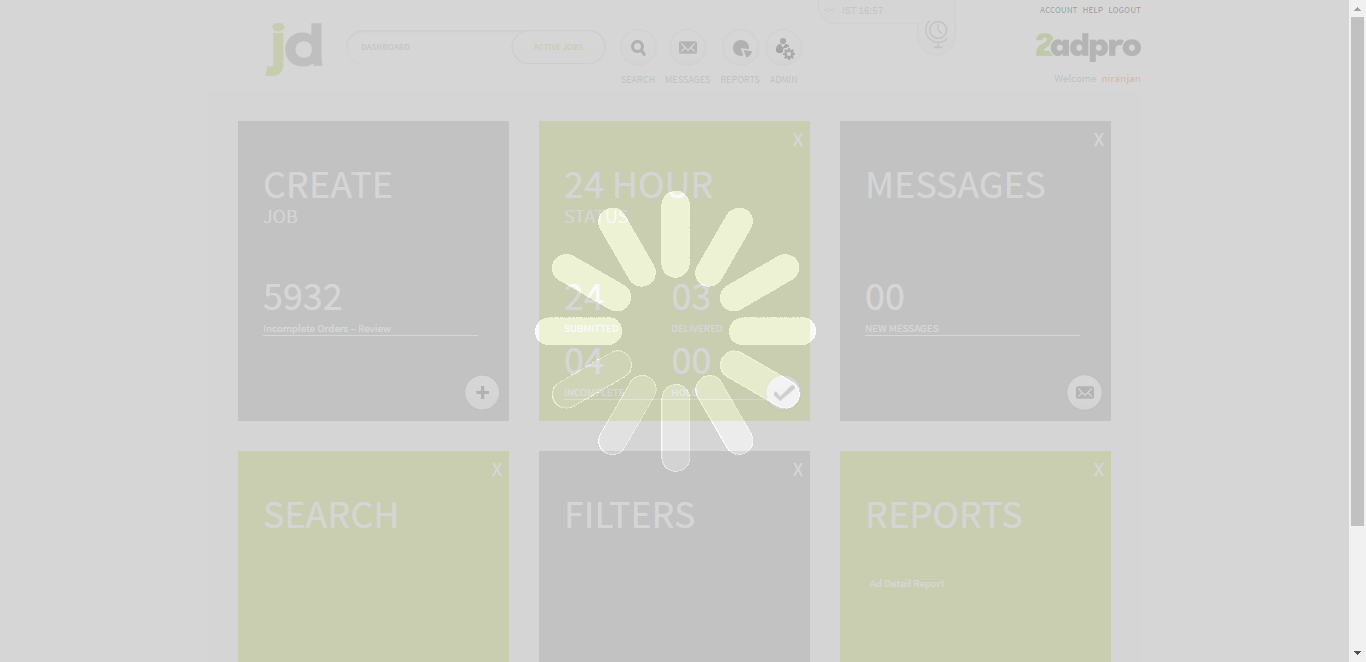 IST 16:57
ACCOUNT HELP LOGOUT
jd
DASHBOARD
ACTIVE JOBS
2adpro
SEARCH MESSAGES REPORTS ADMIN
Welcome niranjan
CREATE
JOB
5932
Incomplete Orders – Review
X
24 HOUR
STATUS
24
SUBMITTED
03
DELIVERED
04
INCOMPLETE
00
HOLD
X
MESSAGES
00
NEW MESSAGES
X
SEARCH
X
FILTERS
X
REPORTS
Ad Detail Report